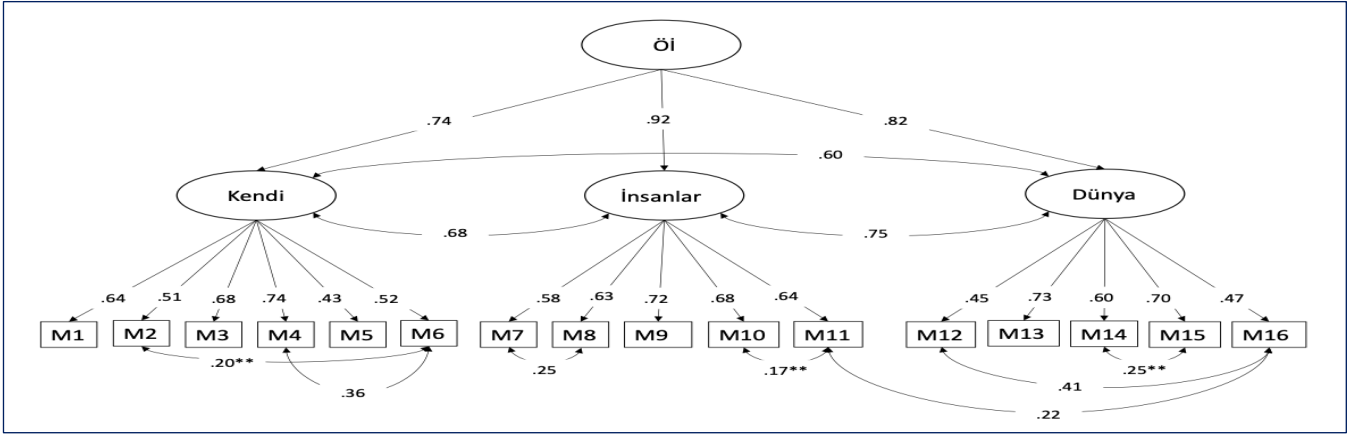 Öİ
.74 .92 .82
.60
Kendi İnsanlar Dünya
.68 .75
.64 .51 .68 .74 .43 .52 .58 .63 .72 .68 .64 .45 .73 .60 .70 .47
M1 M2 M3 M4 M5 M6 M7 M8 M9 M10 M11 M12 M13 M14 M15 M16
.20** .25 .17** .25**
.36 .41
.22